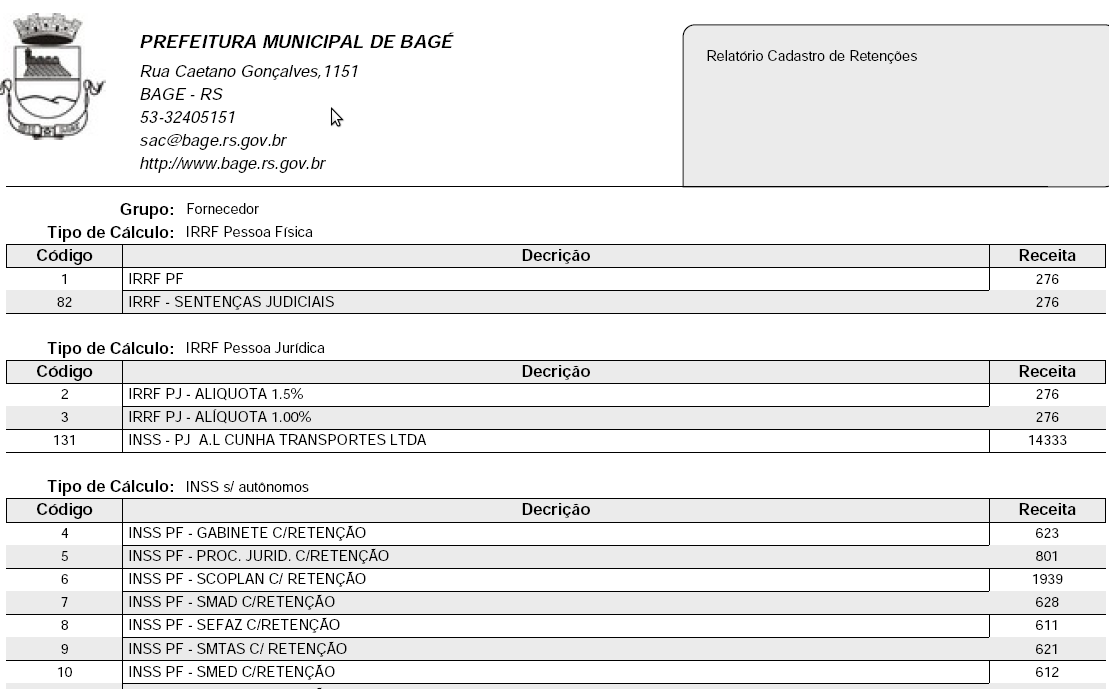 PREFEITURA MUNICIPAL DE BAGÉ
Rua Caetano Gonçalves,1151
BAGE - RS
53-32405151
sac@bage.rs.gov.br
http://www.bage.rs.gov.br
Relatório Cadastro de Retenções
Grupo: Fornecedor
Tipo de Cálculo: IRRF Pessoa Física
Código Decrição Receita
1 IRRF PF 276
82 IRRF - SENTENÇAS JUDICIAIS 276
Tipo de Cálculo: IRRF Pessoa Jurídica
Código Decrição Receita
2 IRRF PJ - ALIQUOTA 1.5% 276
3 IRRF PJ - ALÍQUOTA 1.00% 276
131 INSS - PJ A.L CUNHA TRANSPORTES LTDA 14333
Tipo de Cálculo: INSS s/ autônomos
Código Decrição Receita
4 INSS PF - GABINETE C/RETENÇÃO 623
5 INSS PF - PROC. JURID. C/RETENÇÃO 801
6 INSS PF - SCOPLAN C/ RETENÇÃO 1939
7 INSS PF - SMAD C/RETENÇÃO 628
8 INSS PF - SEFAZ C/RETENÇÃO 611
9 INSS PF - SMTAS C/ RETENÇÃO 621
10 INSS PF - SMED C/RETENÇÃO 612